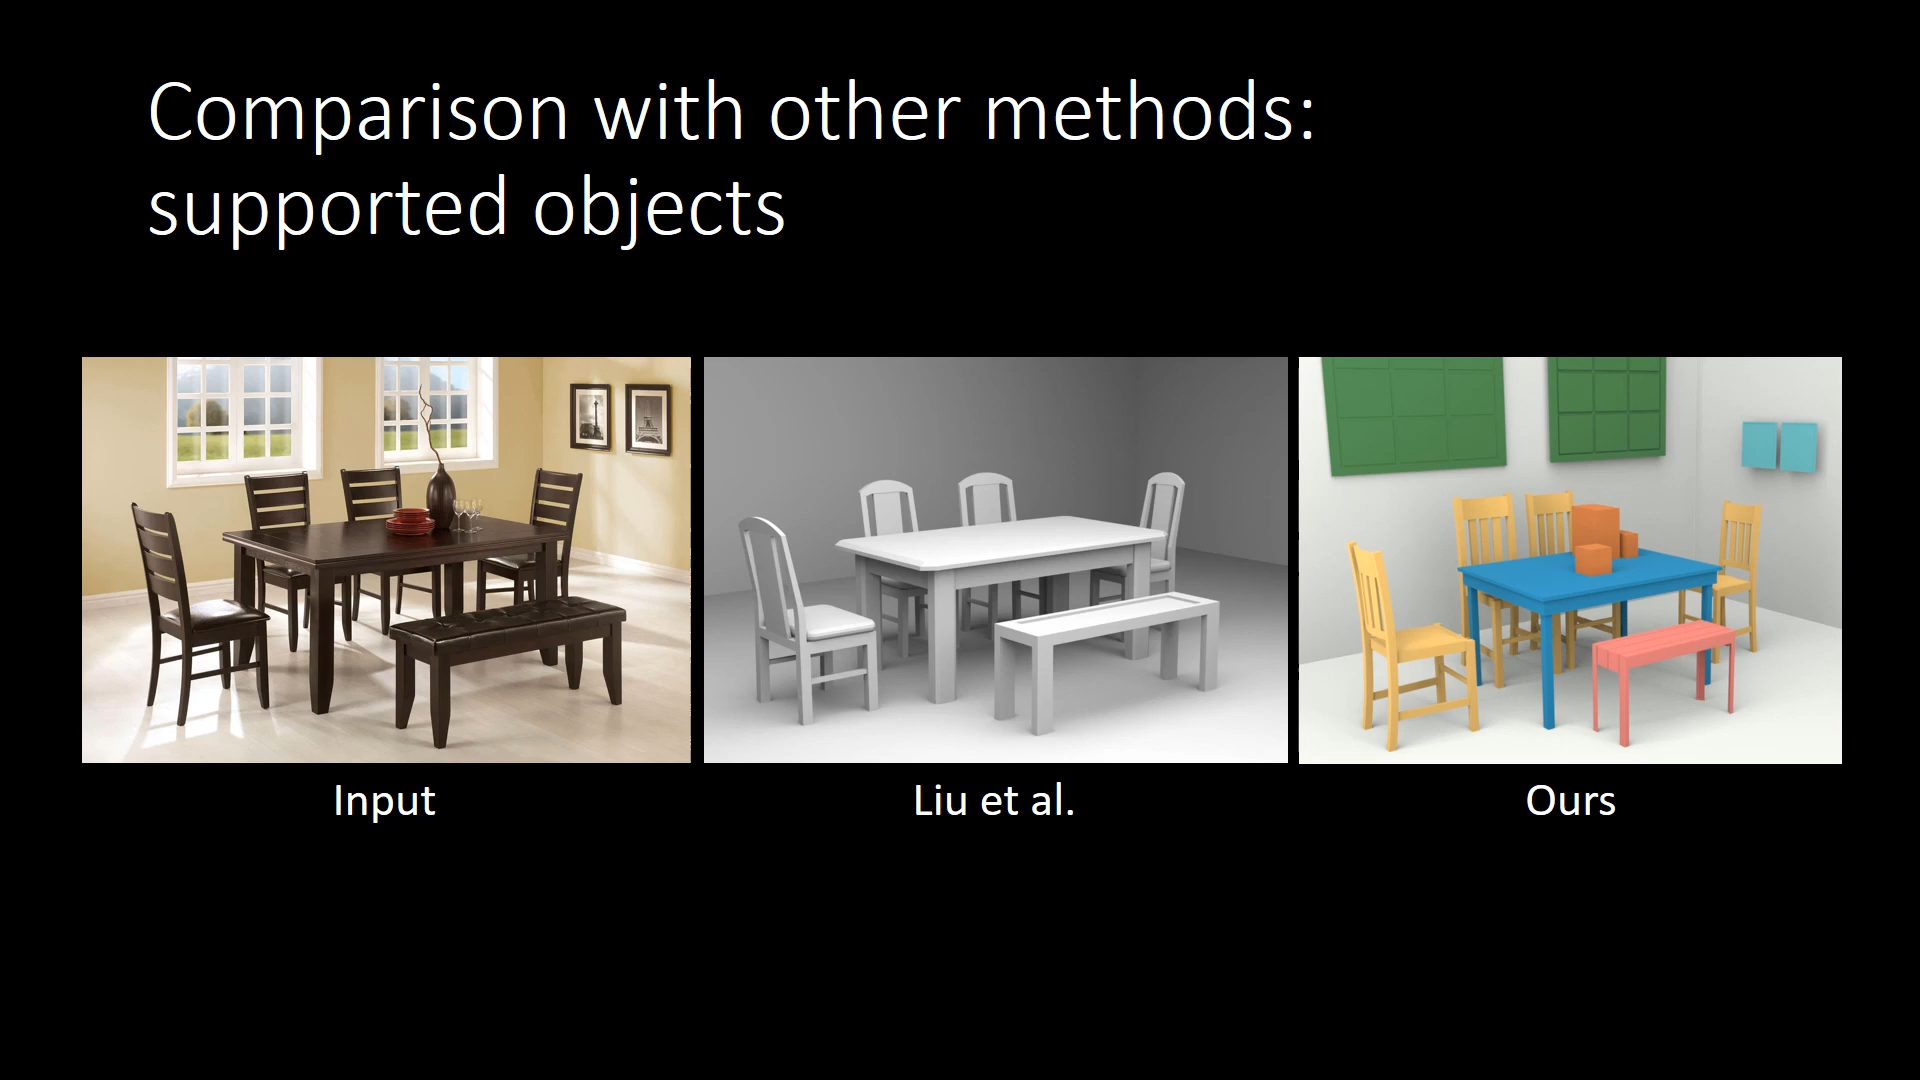 Comparison with other methods:
supported objects
Input
Liu et al.
Ours